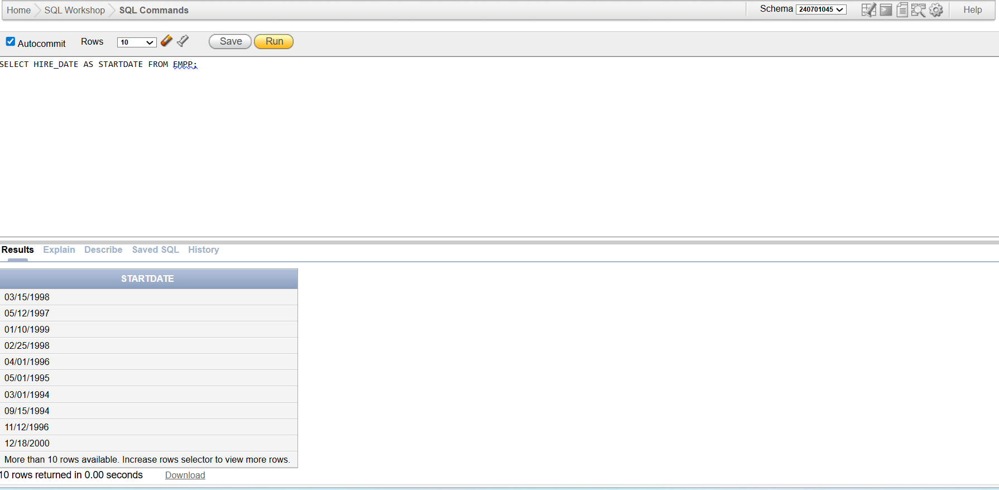 Home SQL Workshop SQL Commands Schema 240701045 Help
Autocommit Rows 10 Save Run
SELECT HIRE_DATE AS STARTDATE FROM EMPP;
Results Explain Describe Saved SQL History
STARTDATE
03/15/1998
05/12/1997
01/10/1999
02/25/1998
04/01/1996
05/01/1995
03/01/1994
09/15/1994
11/12/1996
12/18/2000
More than 10 rows available. Increase rows selector to view more rows.
10 rows returned in 0.00 seconds Download